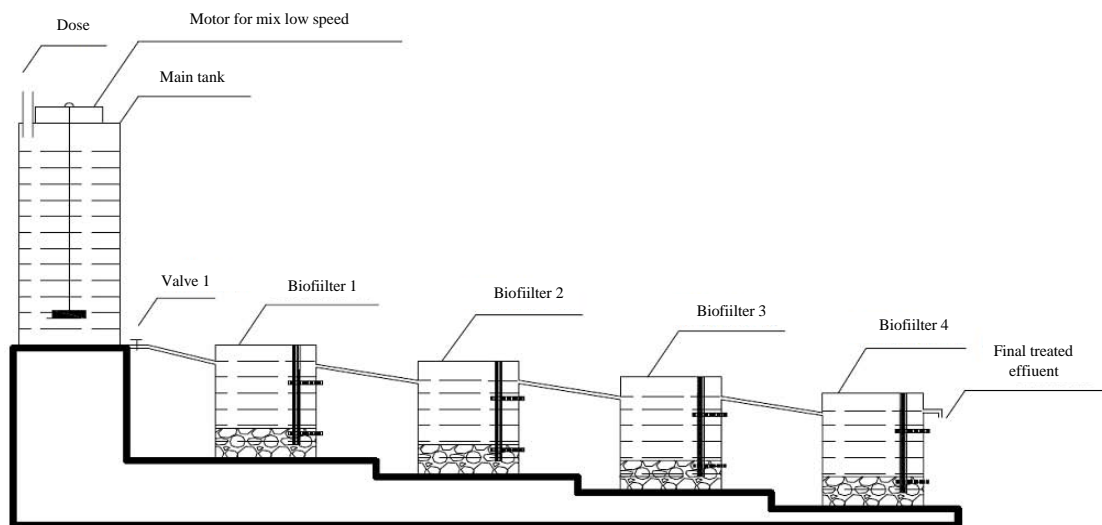 Dose
Motor for mix low speed
Main tank
Valve 1
Biofiilter 1
Biofiilter 2
Biofiilter 3
Biofiilter 4
Final treated
effiuent